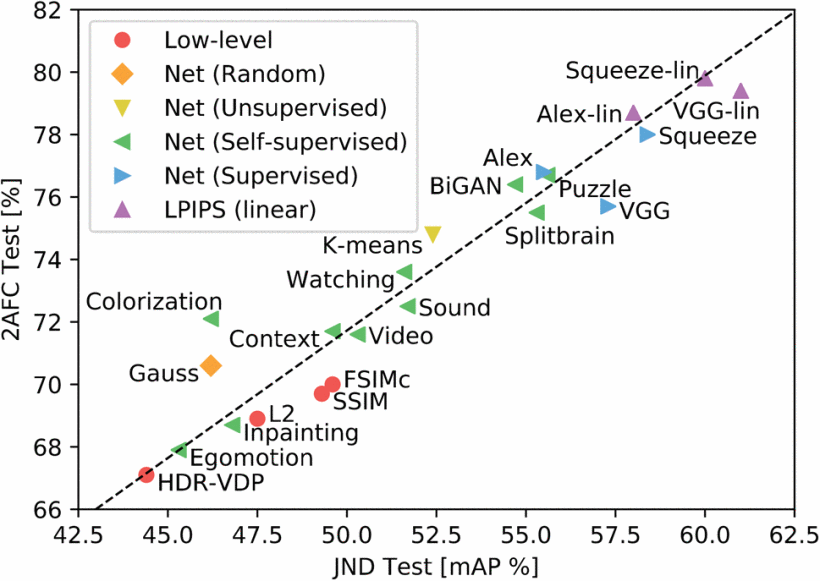 82
80
78
76
74
72
70
68
66
2AFC Test [%]
Low-level
Net (Random)
Net (Unsupervised)
Net (Self-supervised)
Net (Supervised)
LPIPS (linear)
Squeeze-lin
Alex-lin
VGG-lin
Squeeze
Alex
BiGAN
Puzzle
VGG
Splitbrain
K-means
Watching
Colorization
Sound
Context
Video
Gauss
FSIMc
SSIM
L2
Inpainting
Egomotion
HDR-VDP
42.5 45.0 47.5 50.0 52.5 55.0 57.5 60.0 62.5
JND Test [mAP %]